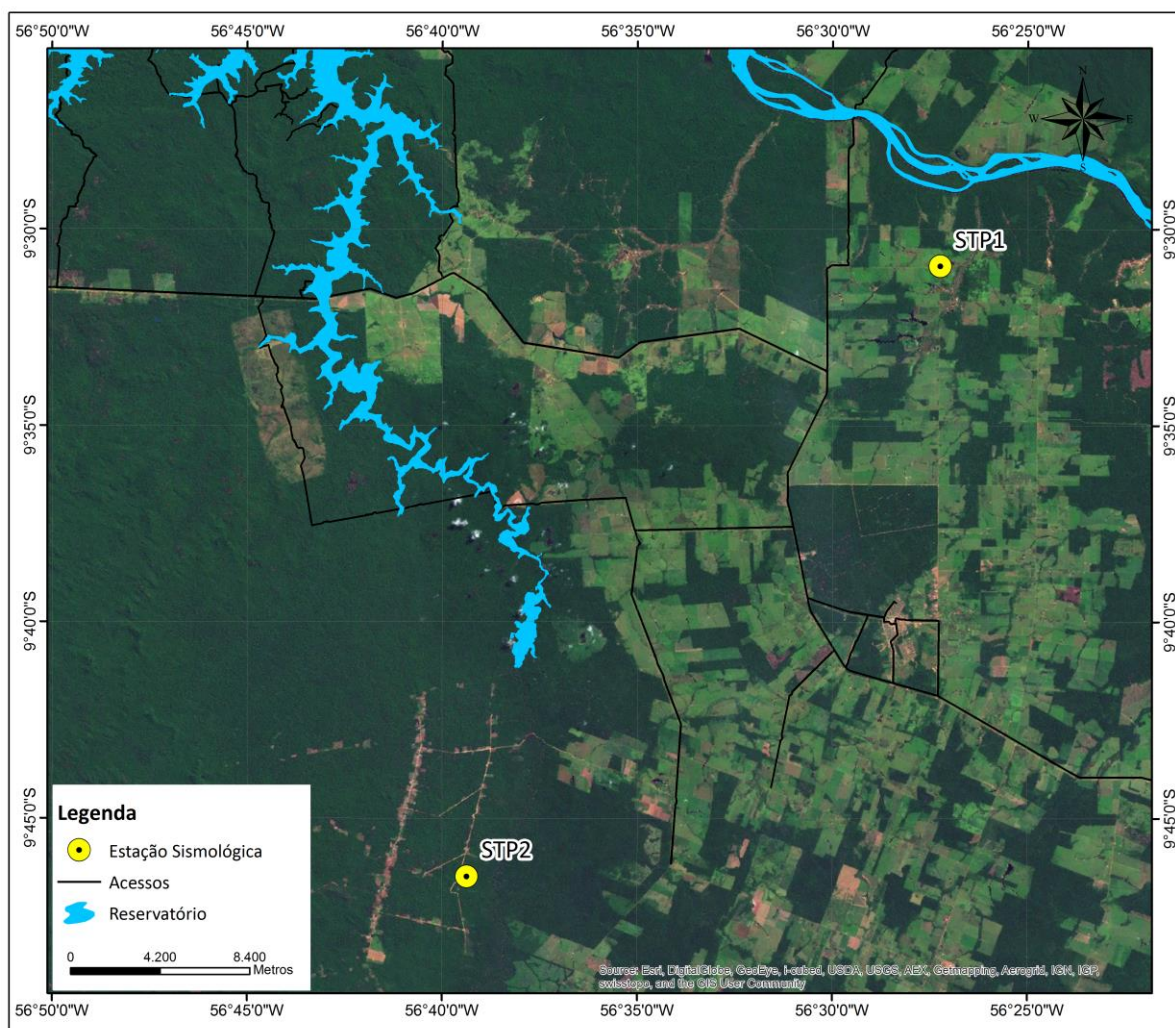 56°50'0"W 56°45'0"W 56°40'0"W 56°35'0"W 56°30'0"W 56°25'0"W
N
W E
S
9°30'0"S 9°30'0"S
STP1
9°35'0"S 9°35'0"S
9°40'0"S 9°40'0"S
9°45'0"S 9°45'0"S
STP2
Legenda
Estação Sismológica
Acessos
Reservatório
0 4.200 8.400
Metros
Source: Esri, DigitalGlobe, GeoEye, i-cubed, USDA, USGS, AEX, Getmapping, Aerogrid, IGN, IGP,
swisstopo, and the GIS User Community
56°50'0"W 56°45'0"W 56°40'0"W 56°35'0"W 56°30'0"W 56°25'0"W